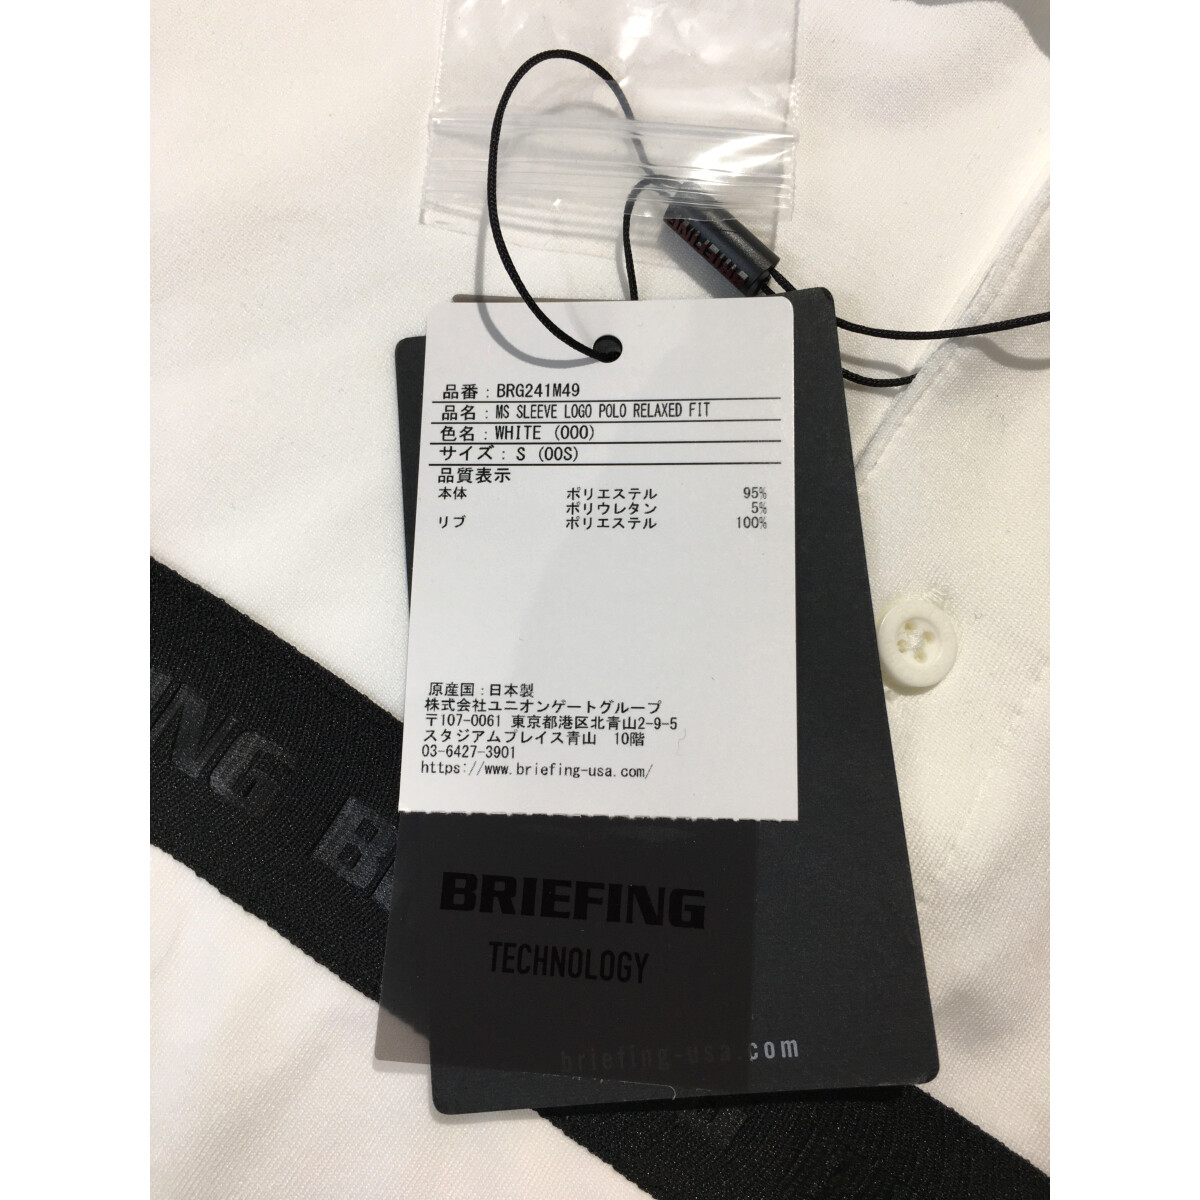 BRIEFING
品番：BRG241M49
品名：MS SLEEVE LOGO POLO RELAXED FIT
色名：WHITE (000)
サイズ：S (00S)
品質表示
本体 ポリエステル 95%
ポリウレタン 5%
リブ ポリエステル 100%
原産国：日本製
株式会社ユニオンゲートグループ
〒107-0061 東京都港区北青山2-9-5
スタジアムプレイス青山 10階
03-6427-3901
https://www.briefing-usa.com/
ING B
BRIEFING
TECHNOLOGY
briefing-usa.com